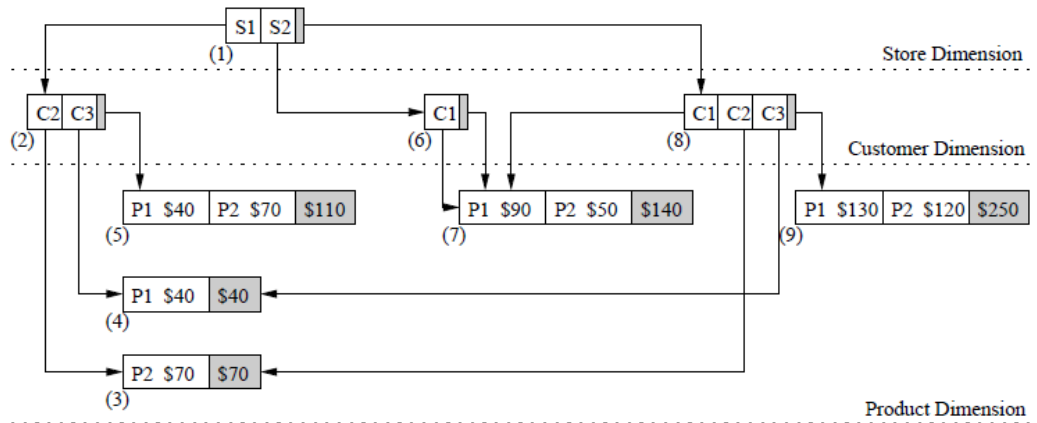 S1 S2
(1)
Store Dimension
C2 C3
C1
C1 C2 C3
(2)
(6)
(8)
Customer Dimension
P1 $40 P2 $70 $110
P1 $90 P2 $50 $140
P1 $130 P2 $120 $250
(5)
(7)
(9)
P1 $40 $40
(4)
P2 $70 $70
(3)
Product Dimension